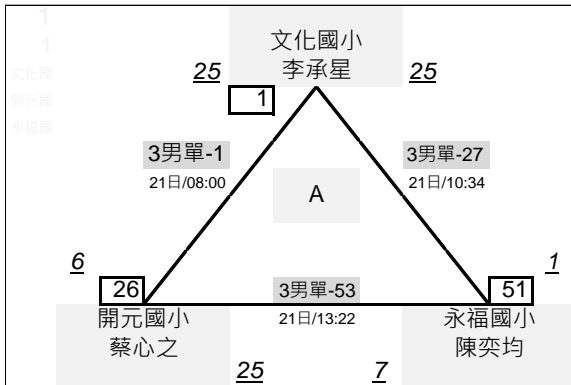 1
1
文化國
開元國
永福國
文化國小
25 李承星 25
1
3男單-1 3男單-27
21日/08:00 21日/10:34
A
6 1
26 3男單-53 51
開元國小 21日/13:22 永福國小
蔡心之 陳奕均
25 7